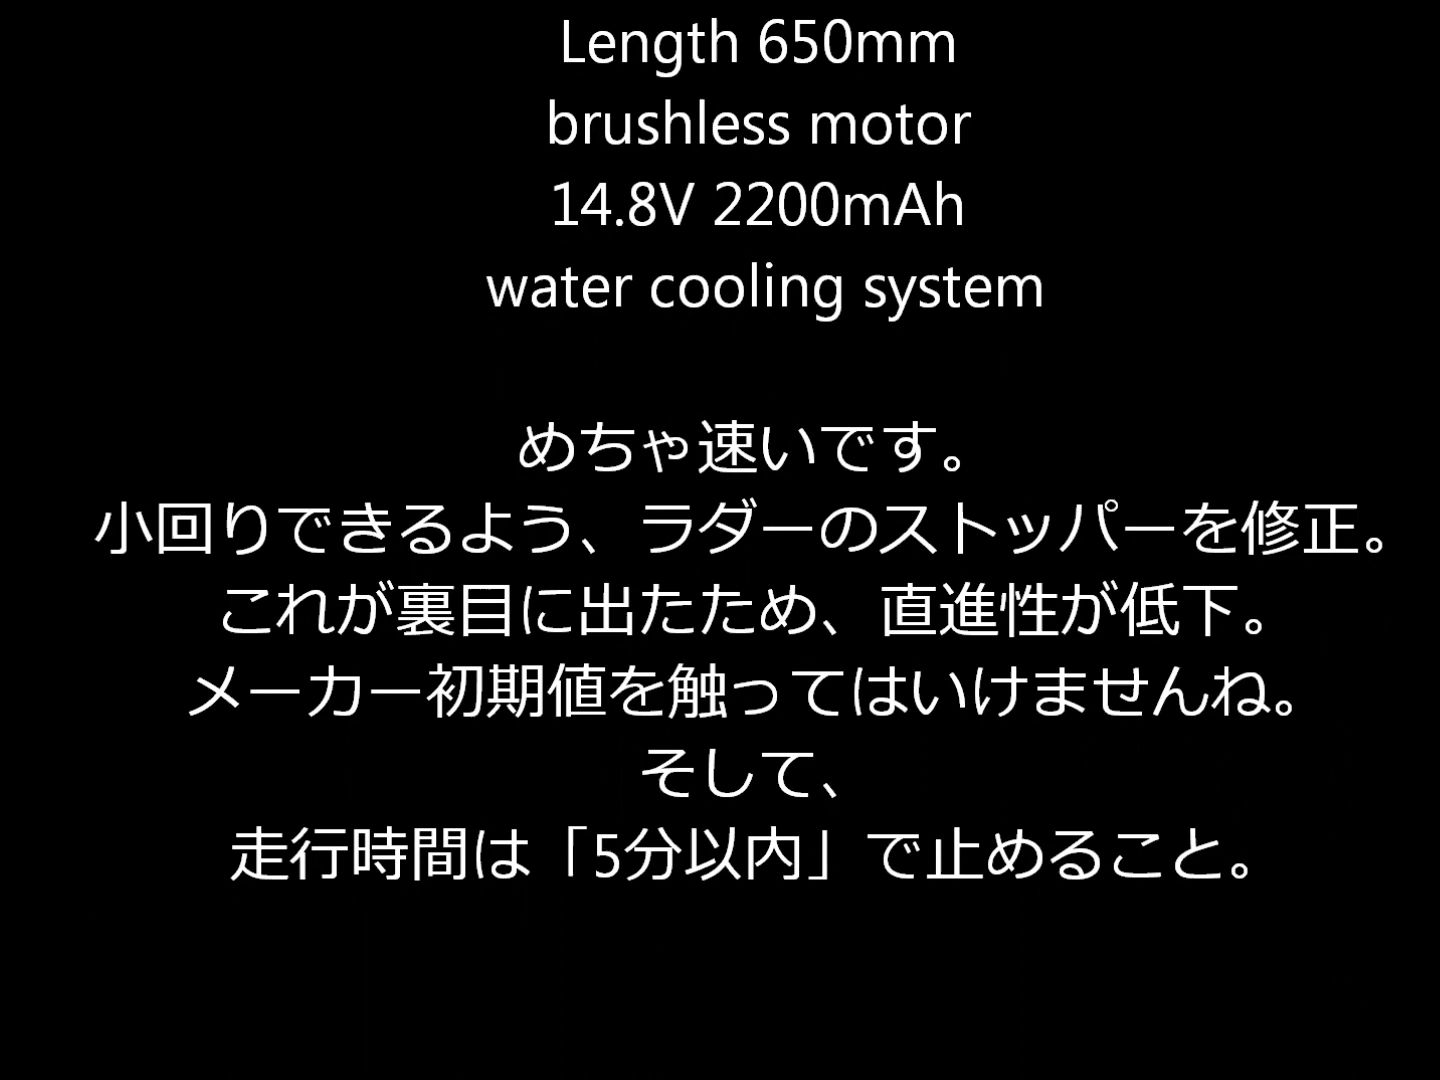 Length 650mm
brushless motor
14.8V 2200mAh
water cooling system
めちゃ速いです。
小回りできるよう、ラダーのストッパーを修正。
これが裏目に出たため、直進性が低下。
メーカー初期値を触ってはいけませんね。
そして、
走行時間は「5分以内」で止めること。